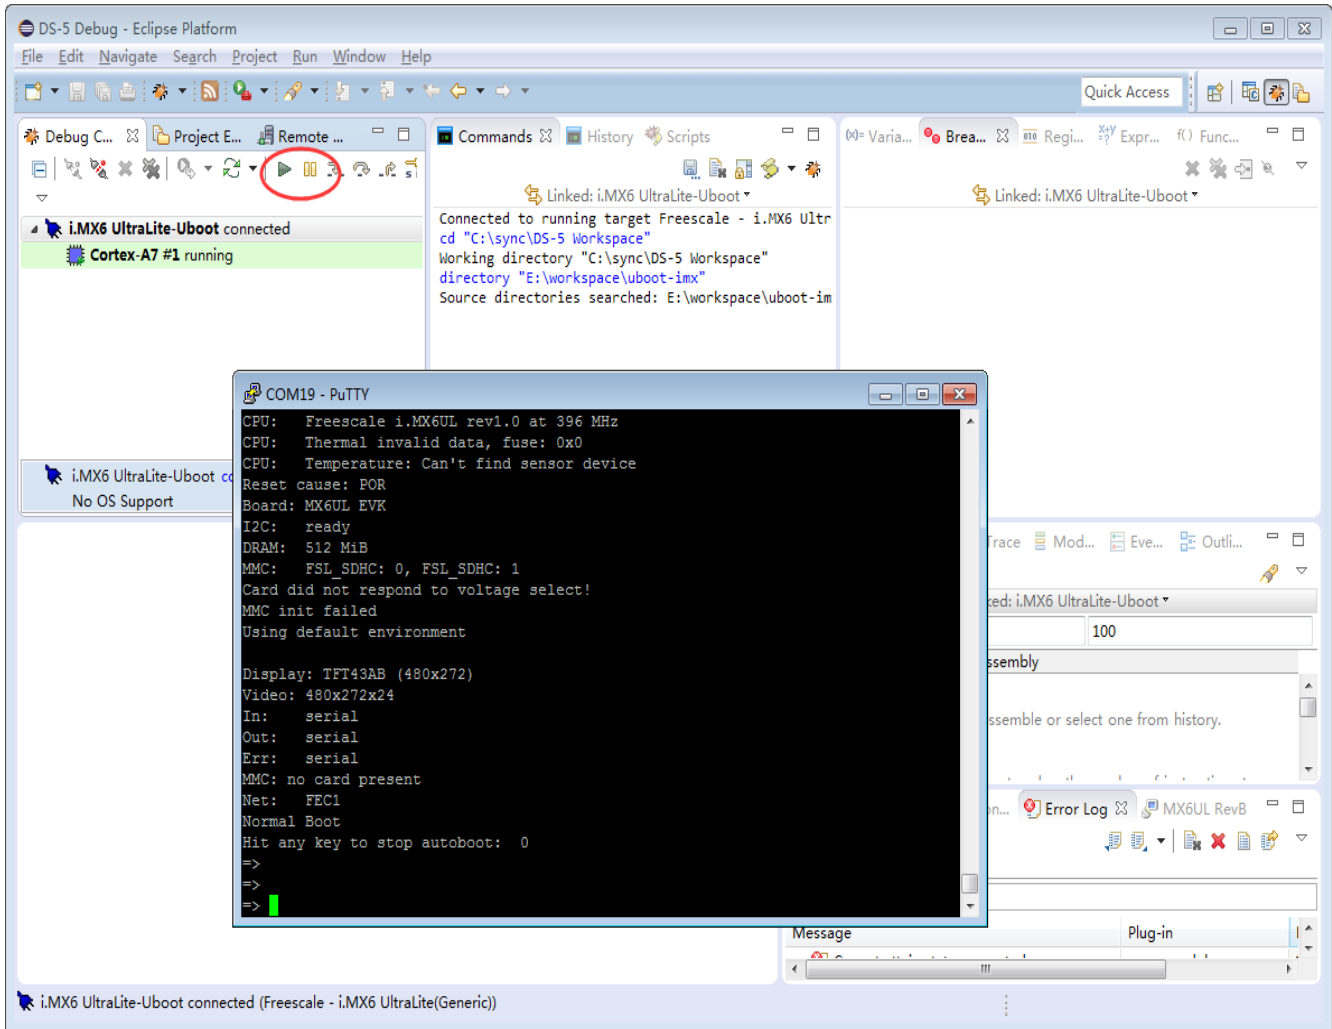 DS-5 Debug - Eclipse Platform
File Edit Navigate Search Project Run Window Help
Quick Access
Debug C... Project E... Remote ...
Commands History Scripts
(x)= Varia... Brea... Regi... Expr... f() Func...
Linked: i.MX6 UltraLite-Uboot
Linked: i.MX6 UltraLite-Uboot
i.MX6 UltraLite-Uboot connected
Cortex-A7 #1 running
Connected to running target Freescale - i.MX6 Ultr
cd "C:\sync\DS-5 Workspace"
Working directory "C:\sync\DS-5 Workspace"
directory "E:\workspace\uboot-imx"
Source directories searched: E:\workspace\uboot-im
i.MX6 UltraLite-Uboot co
No OS Support
COM19 - PuTTY
CPU: Freescale i.MX6UL rev1.0 at 396 MHz
CPU: Thermal invalid data, fuse: 0x0
CPU: Temperature: Can't find sensor device
Reset cause: POR
Board: MX6UL EVK
I2C: ready
DRAM: 512 MiB
MMC: FSL_SDHC: 0, FSL_SDHC: 1
Card did not respond to voltage select!
MMC init failed
Using default environment
Display: TFT43AB (480x272)
Video: 480x272x24
In: serial
Out: serial
Err: serial
MMC: no card present
Net: FEC1
Normal Boot
Hit any key to stop autoboot: 0
=>
=>
=>
Trace Mod... Eve... Outli...
ked: i.MX6 UltraLite-Uboot
100
ssembly
ssemble or select one from history.
on... Error Log MX6UL RevB
Message Plug-in
i.MX6 UltraLite-Uboot connected (Freescale - i.MX6 UltraLite(Generic))